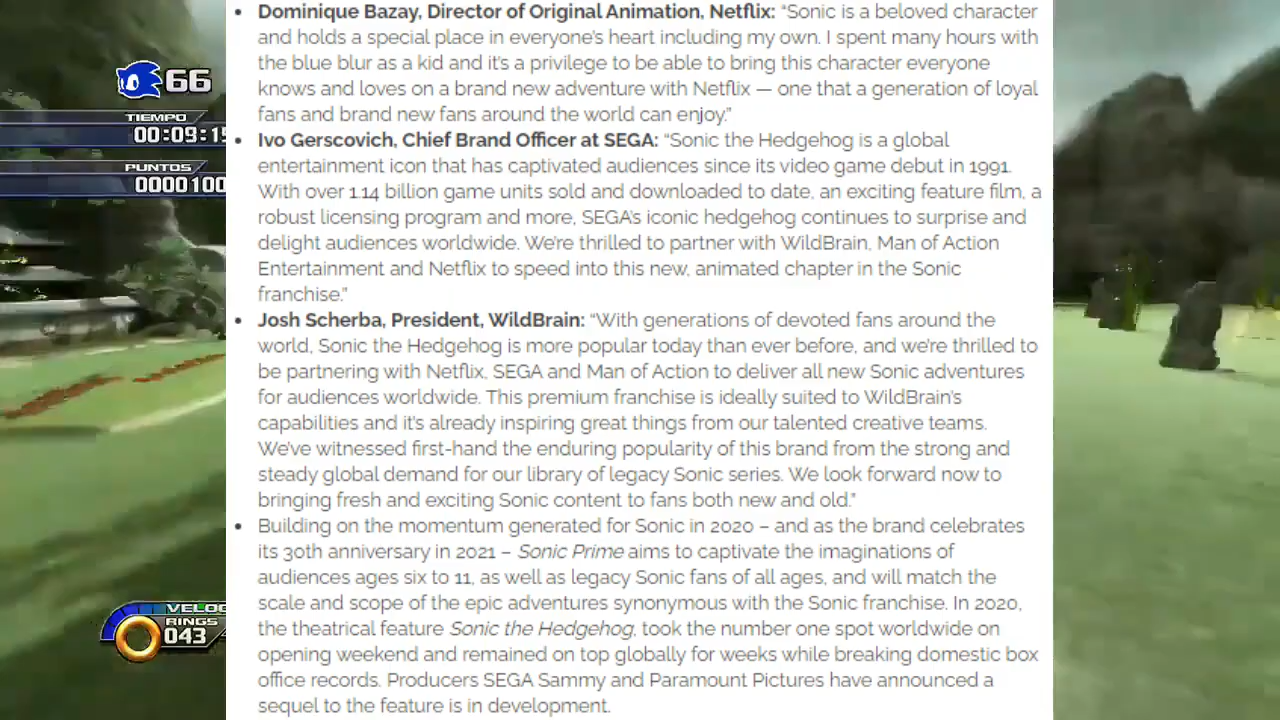 Dominique Bazay, Director of Original Animation, Netflix: “Sonic is a beloved character
and holds a special place in everyone’s heart including my own. I spent many hours with
the blue blur as a kid and it’s a privilege to be able to bring this character everyone
knows and loves on a brand new adventure with Netflix — one that a generation of loyal
fans and brand new fans around the world can enjoy.”
Ivo Gerscovich, Chief Brand Officer at SEGA: “Sonic the Hedgehog is a global
entertainment icon that has captivated audiences since its video game debut in 1991.
With over 1.14 billion game units sold and downloaded to date, an exciting feature film, a
robust licensing program and more, SEGA’s iconic hedgehog continues to surprise and
delight audiences worldwide. We’re thrilled to partner with WildBrain, Man of Action
Entertainment and Netflix to speed into this new, animated chapter in the Sonic
franchise.”
Josh Scherba, President, WildBrain: “With generations of devoted fans around the
world, Sonic the Hedgehog is more popular today than ever before, and we’re thrilled to
be partnering with Netflix, SEGA and Man of Action to deliver all new Sonic adventures
for audiences worldwide. This premium franchise is ideally suited to WildBrain’s
capabilities and it’s already inspiring great things from our talented creative teams.
We’ve witnessed first-hand the enduring popularity of this brand from the strong and
steady global demand for our library of legacy Sonic series. We look forward now to
bringing fresh and exciting Sonic content to fans both new and old.”
Building on the momentum generated for Sonic in 2020 – and as the brand celebrates
its 30th anniversary in 2021 – Sonic Prime aims to captivate the imaginations of
audiences ages six to 11, as well as legacy Sonic fans of all ages, and will match the
scale and scope of the epic adventures synonymous with the Sonic franchise. In 2020,
the theatrical feature Sonic the Hedgehog, took the number one spot worldwide on
opening weekend and remained on top globally for weeks while breaking domestic box
office records. Producers SEGA Sammy and Paramount Pictures have announced a
sequel to the feature is in development.
66
TIEMPO
00:09:15
PUNTOS
0000100
VELOC
RINGS
043